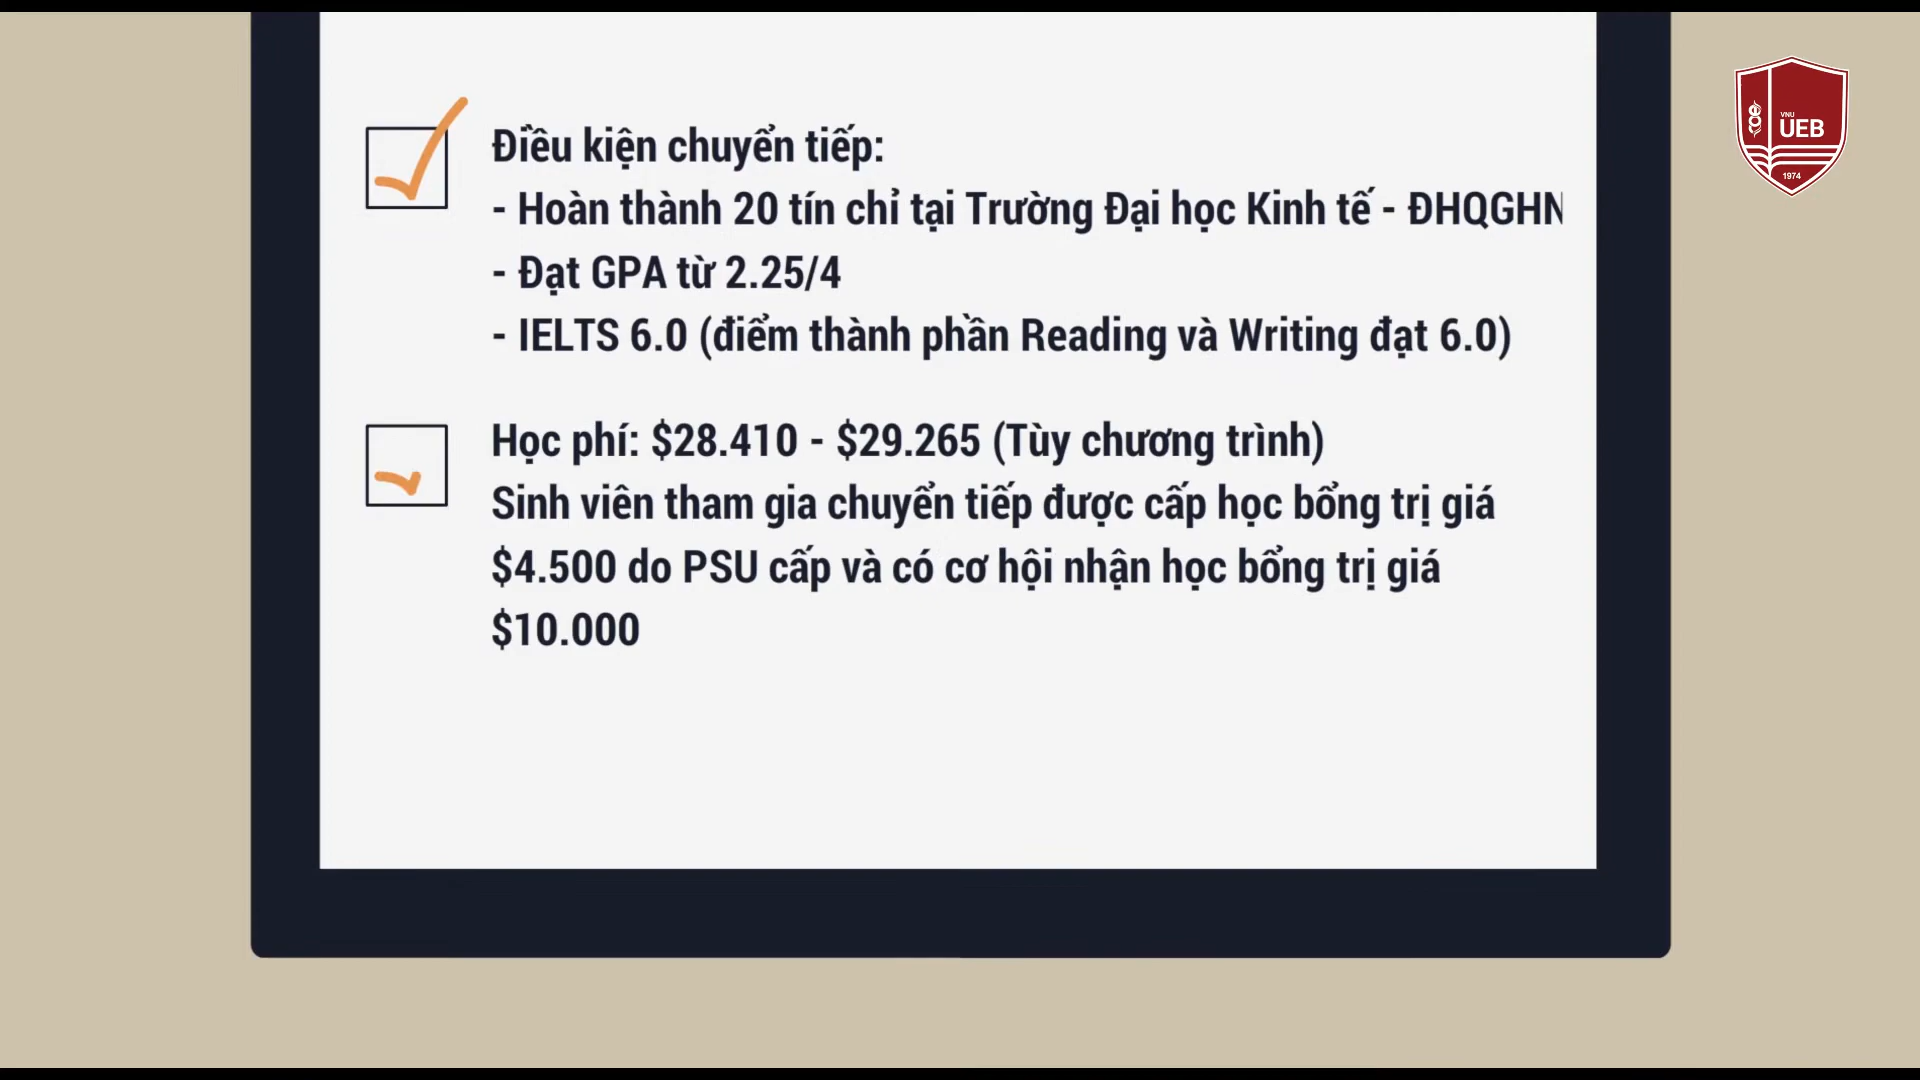 Điều kiện chuyển tiếp:
- Hoàn thành 20 tín chỉ tại Trường Đại học Kinh tế - ĐHQGHN
- Đạt GPA từ 2.25/4
- IELTS 6.0 (điểm thành phần Reading và Writing đạt 6.0)
Học phí: $28.410 - $29.265 (Tùy chương trình)
Sinh viên tham gia chuyển tiếp được cấp học bổng trị giá
$4.500 do PSU cấp và có cơ hội nhận học bổng trị giá
$10.000
VNU
UEB
1974